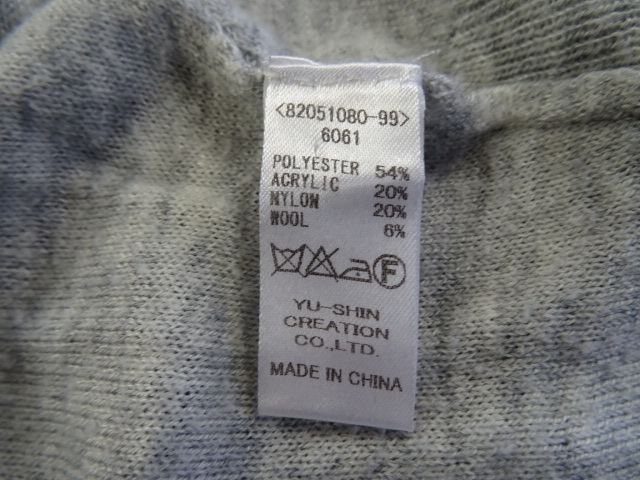 <82051080-99>
6061
POLYESTER 54%
ACRYLIC 20%
NYLON 20%
WOOL 6%
F
YU-SHIN
CREATION
CO.,LTD.
MADE IN CHINA